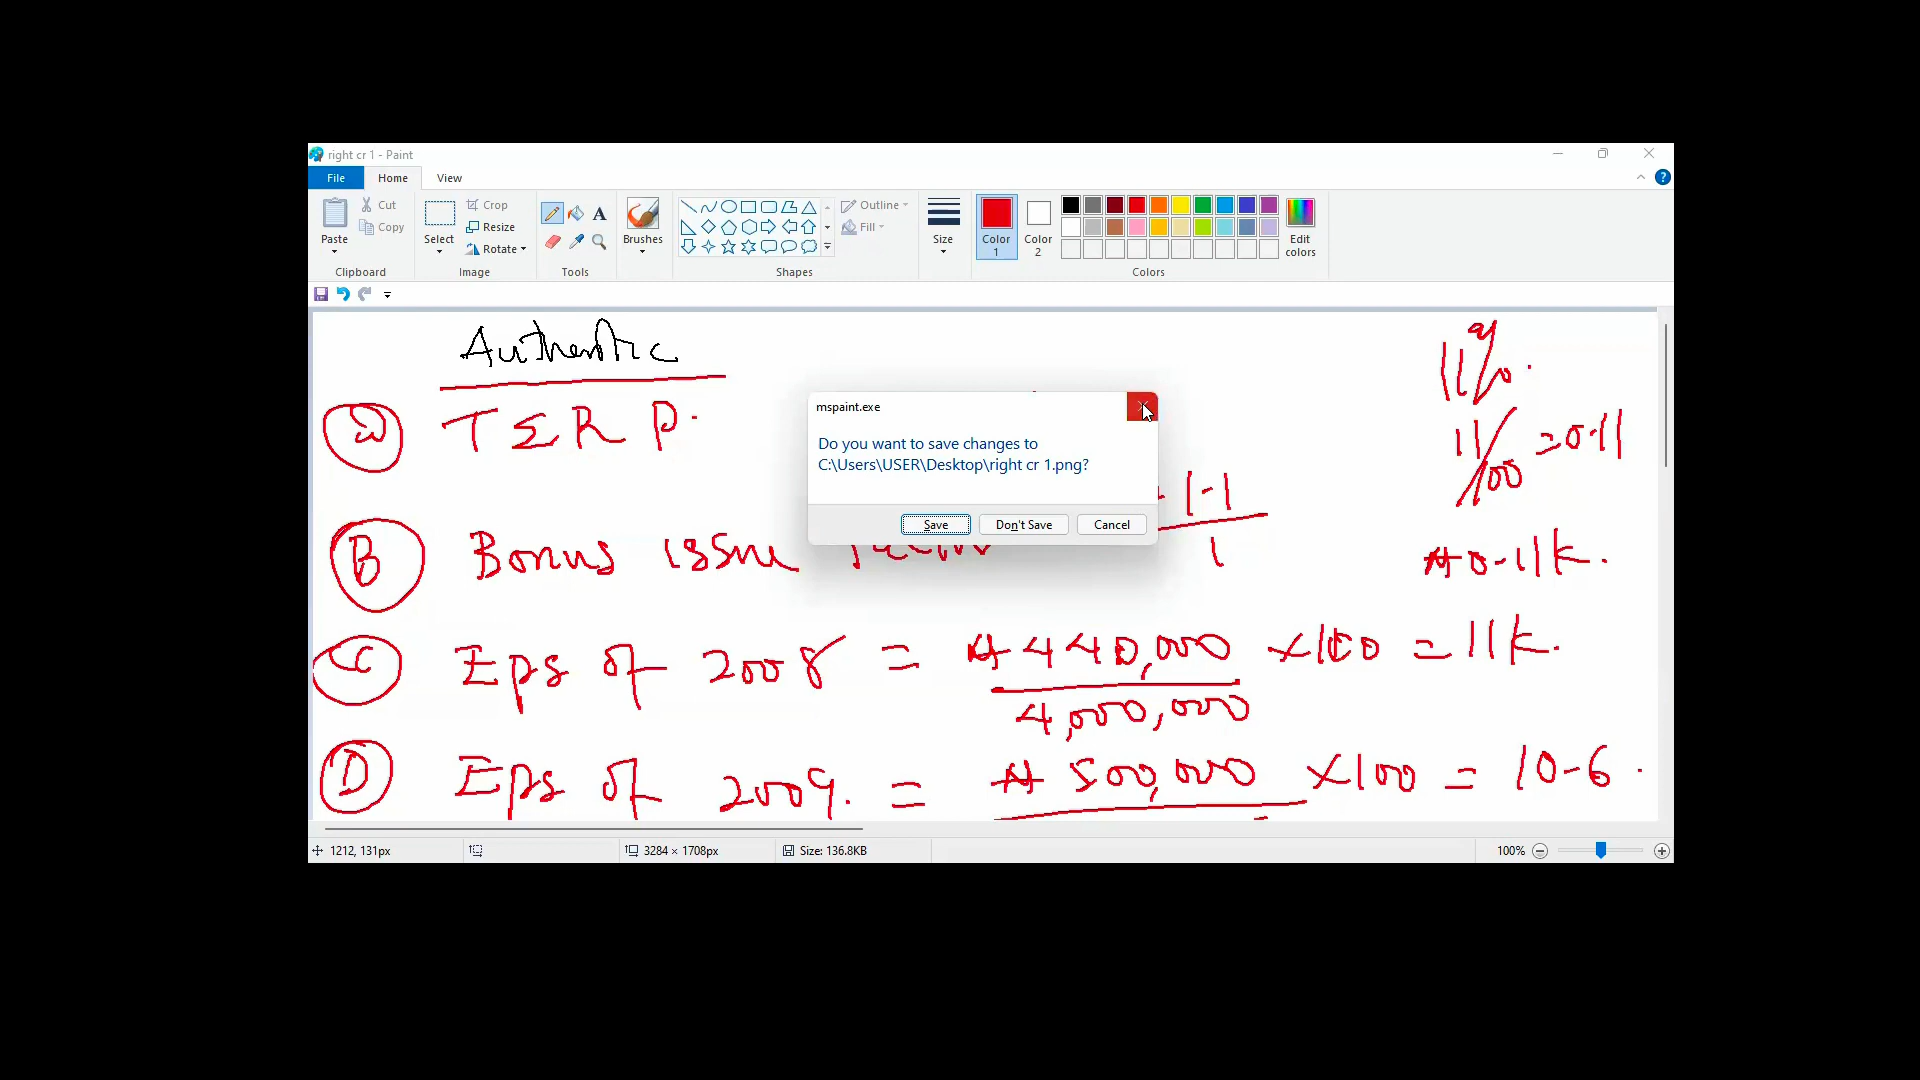 right cr 1 - Paint
File Home View
Paste Cut Copy Clipboard
Select Crop Resize Rotate Image
Tools
Brushes
Shapes Outline Fill
Size
Color 1 Color 2 Edit colors Colors
Authentic
11%.
TERP.
11/100 = 0.11
mspaint.exe
Do you want to save changes to
C:\Users\USER\Desktop\right cr 1.png?
Save Don't Save Cancel
B Bonus issue 1
₦0-11k.
C Eps of 2008 = ₦440,000 ×100 = 11k.
4,000,000
D Eps of 2009. = ₦500,000 ×100 = 10-6.
1212, 131px 3284 × 1708px Size: 136.8KB 100%